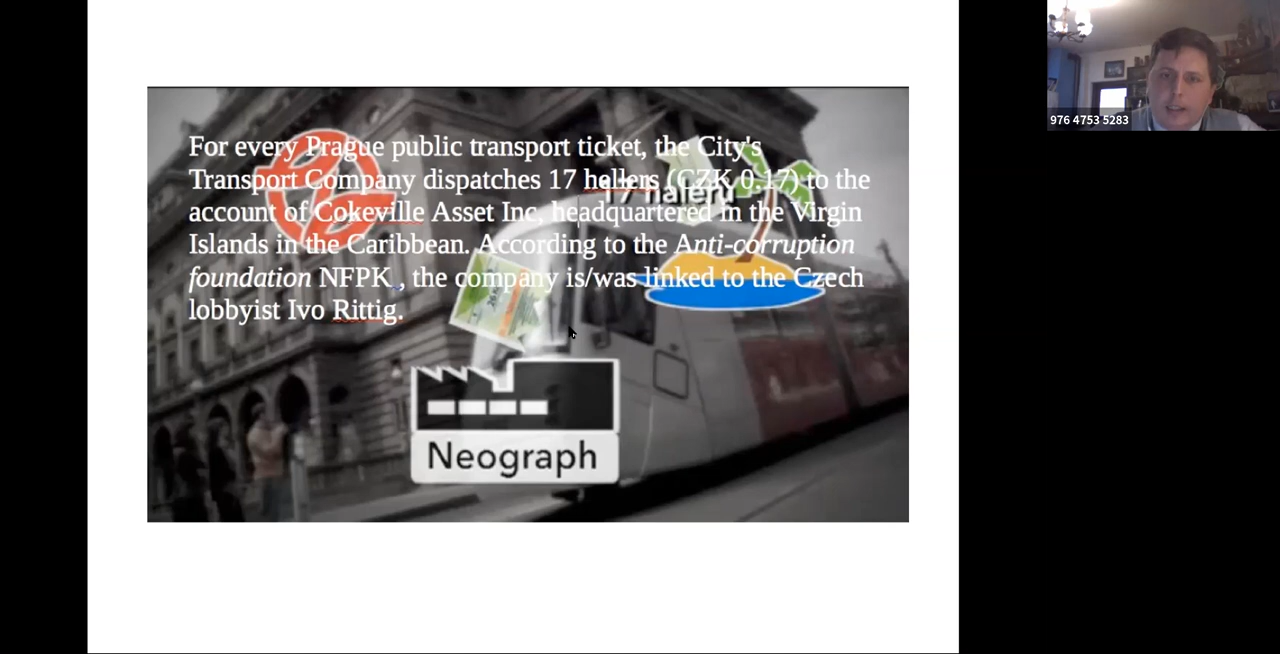 For every Prague public transport ticket, the City's
Transport Company dispatches 17 hellers (CZK 0.17) to the
account of Cokeville Asset Inc, headquartered in the Virgin
Islands in the Caribbean. According to the Anti-corruption
foundation NFPK , the company is/was linked to the Czech
lobbyist Ivo Rittig.
17 haléřů
Neograph
976 4753 5283